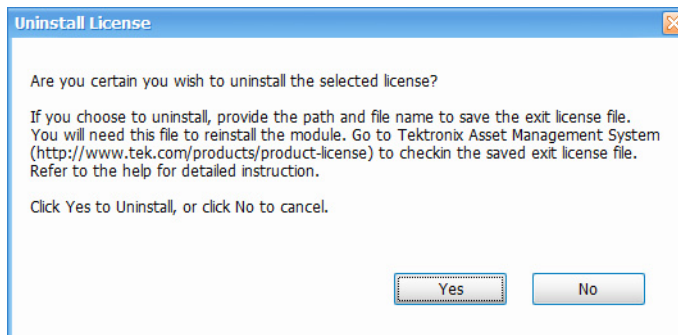 Uninstall License
Are you certain you wish to uninstall the selected license?
If you choose to uninstall, provide the path and file name to save the exit license file.
You will need this file to reinstall the module. Go to Tektronix Asset Management System
(http://www.tek.com/products/product-license) to checkin the saved exit license file.
Refer to the help for detailed instruction.
Click Yes to Uninstall, or click No to cancel.
Yes
No